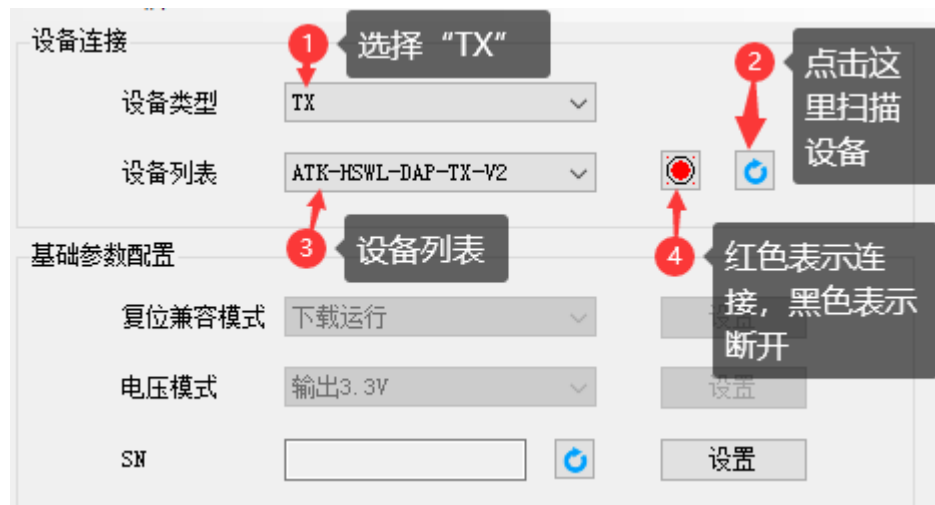 设备连接
1 选择“TX”
设备类型 TX
2 点击这
里扫描
设备
设备列表 ATK-HSWL-DAP-TX-V2
3 设备列表
4 红色表示连
接，黑色表示
断开
基础参数配置
复位兼容模式 下载运行
电压模式 输出3.3V 设置
SN 设置